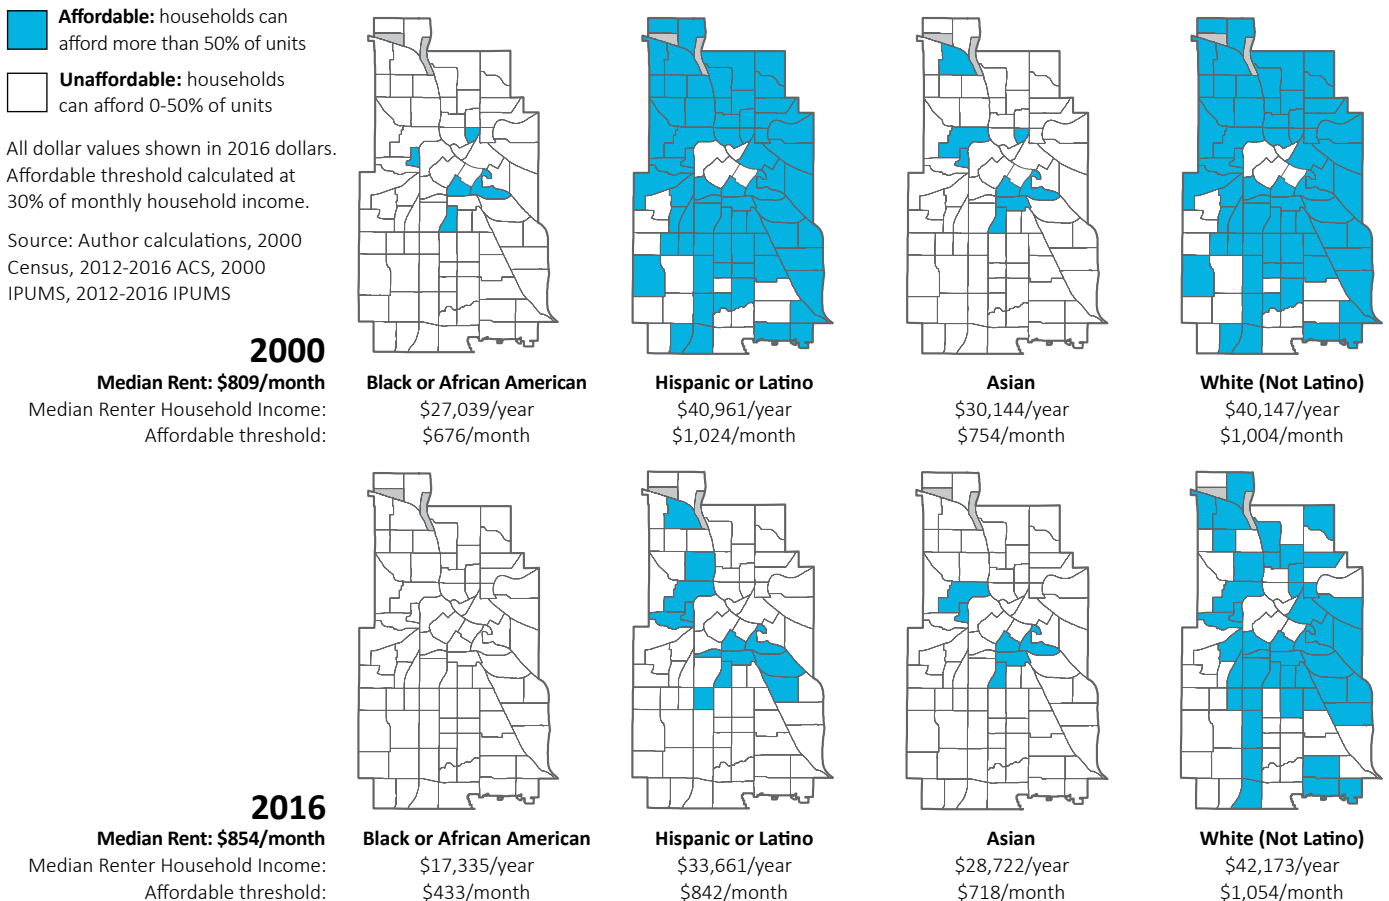 Affordable: households can
afford more than 50% of units
Unaffordable: households
can afford 0-50% of units
All dollar values shown in 2016 dollars.
Affordable threshold calculated at
30% of monthly household income.
Source: Author calculations, 2000
Census, 2012-2016 ACS, 2000
IPUMS, 2012-2016 IPUMS
2000
Median Rent: $809/month Black or African American Hispanic or Latino Asian White (Not Latino)
Median Renter Household Income: $27,039/year $40,961/year $30,144/year $40,147/year
Affordable threshold: $676/month $1,024/month $754/month $1,004/month
2016
Median Rent: $854/month Black or African American Hispanic or Latino Asian White (Not Latino)
Median Renter Household Income: $17,335/year $33,661/year $28,722/year $42,173/year
Affordable threshold: $433/month $842/month $718/month $1,054/month